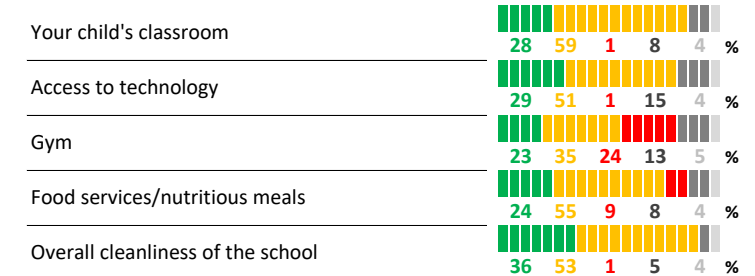 Your child's classroom
28 59 1 8 4 %
Access to technology
29 51 1 15 4 %
Gym
23 35 24 13 5 %
Food services/nutritious meals
24 55 9 8 4 %
Overall cleanliness of the school
36 53 1 5 4 %